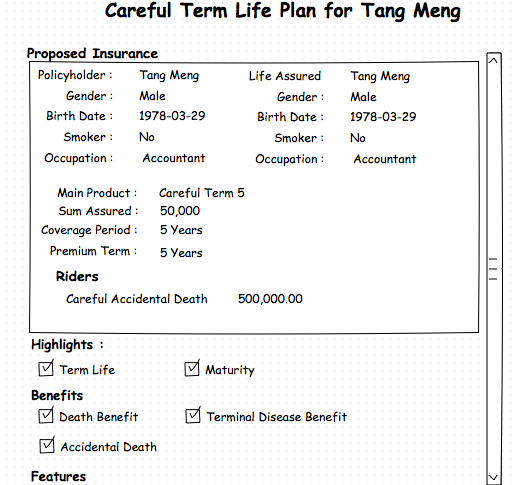 Careful Term Life Plan for Tang Meng
Proposed Insurance
Policyholder : Tang Meng Life Assured Tang Meng
Gender : Male Gender : Male
Birth Date : 1978-03-29 Birth Date : 1978-03-29
Smoker : No Smoker : No
Occupation : Accountant Occupation : Accountant
Main Product : Careful Term 5
Sum Assured : 50,000
Coverage Period : 5 Years
Premium Term : 5 Years
Riders
Careful Accidental Death 500,000.00
Highlights :
Term Life Maturity
Benefits
Death Benefit Terminal Disease Benefit
Accidental Death
Features